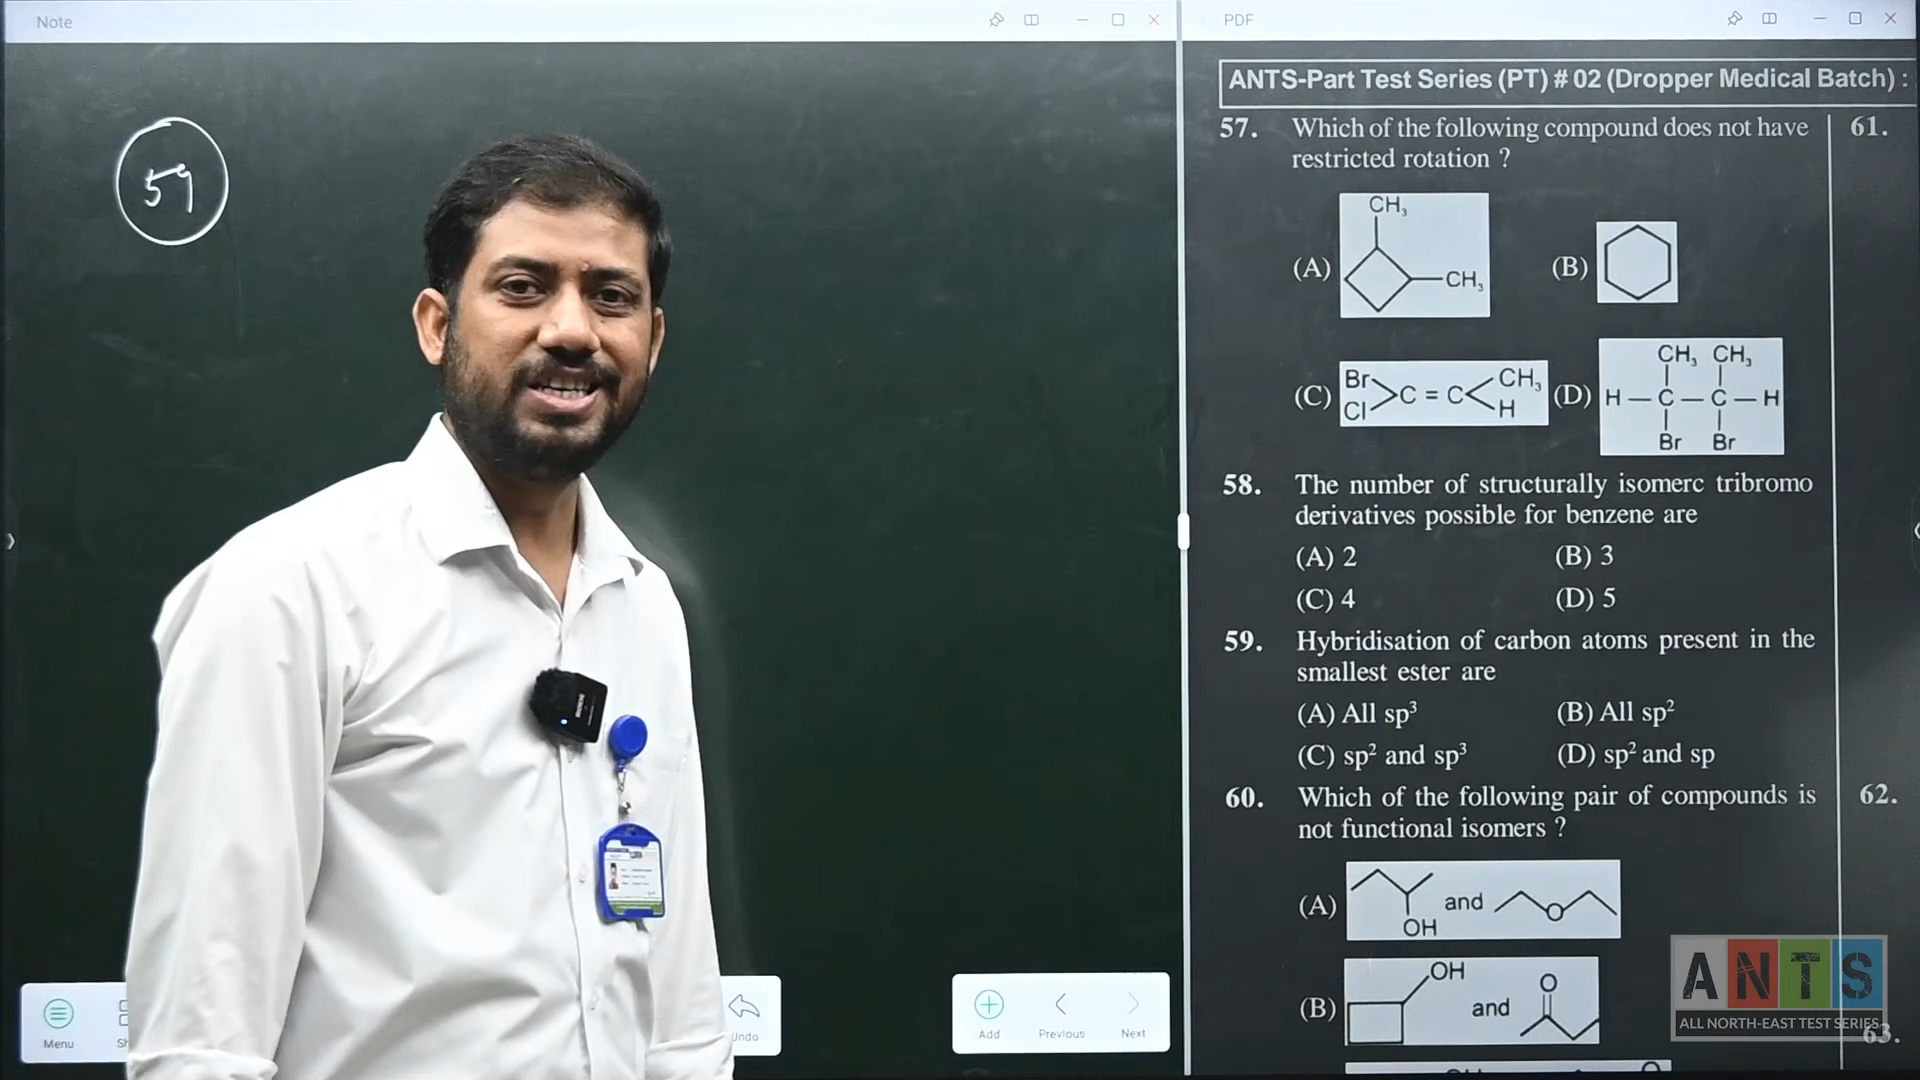 Note
59
Menu
Undo
Add
Previous
Next
PDF
ANTS-Part Test Series (PT) # 02 (Dropper Medical Batch) :
57. Which of the following compound does not have
restricted rotation ?
(A) CH₃ CH₃
(B)
(C) Br Cl C = C CH₃ H
(D) CH₃ CH₃ H — C — C — H Br Br
58. The number of structurally isomerc tribromo
derivatives possible for benzene are
(A) 2 (B) 3
(C) 4 (D) 5
59. Hybridisation of carbon atoms present in the
smallest ester are
(A) All sp³ (B) All sp²
(C) sp² and sp³ (D) sp² and sp
60. Which of the following pair of compounds is
not functional isomers ?
(A) OH and O
(B) OH and O
61.
62.
63.
ANTS
ALL NORTH-EAST TEST SERIES